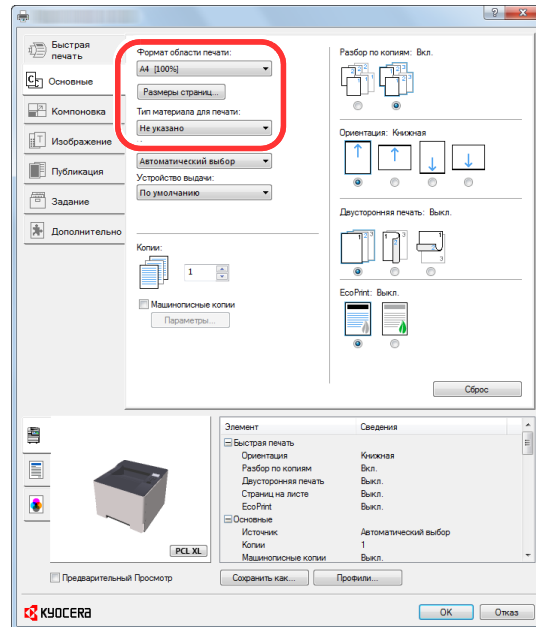 Быстрая
печать
Основные
Компоновка
Изображение
Публикация
Задание
Дополнительно
Формат области печати:
A4 [100%]
Размеры страниц...
Тип материала для печати:
Не указано
Автоматический выбор
Устройство выдачи:
По умолчанию
Копии:
1
Машинописные копии
Параметры...
Разбор по копиям: Вкл.
Ориентация: Книжная
Двусторонняя печать: Выкл.
EcoPrint: Выкл.
Сброс
PCL XL
Элемент Сведения
Быстрая печать
Ориентация Книжная
Разбор по копиям Вкл.
Двусторонняя печать Выкл.
Страниц на листе Выкл.
EcoPrint Выкл.
Основные
Источник Автоматический выбор
Копии 1
Машинописные копии Выкл.
Предварительный Просмотр
Сохранить как...
Профили...
KYOCERA
OK
Отказ